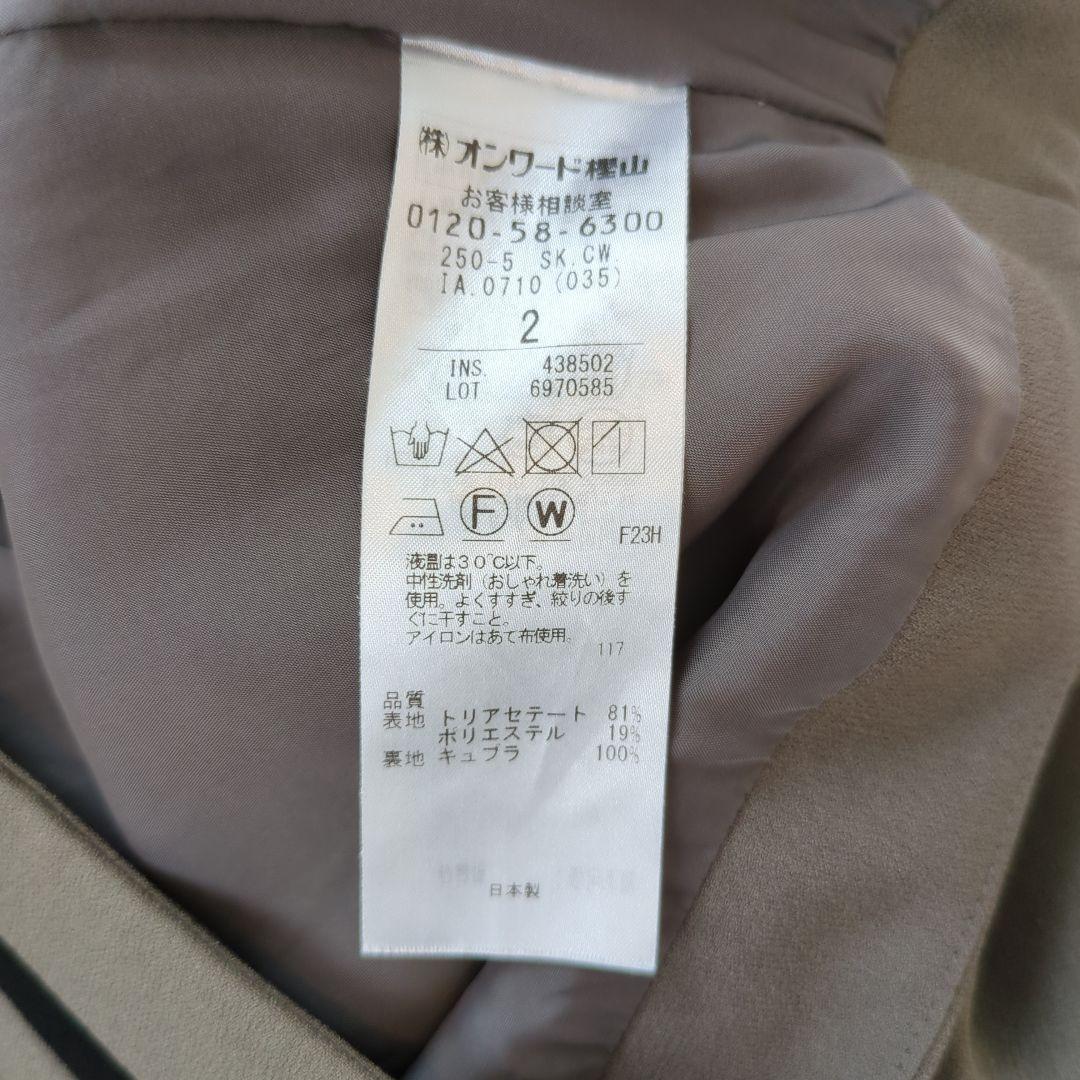 (株)オンワード樫山
お客様相談室
0120-58-6300
250-5 SK.CW.
IA.0710(035)
2
INS. 438502
LOT 6970585
F W
F23H
液温は30℃以下。
中性洗剤(おしゃれ着洗い)を
使用。よくすすぎ、絞りの後す
ぐに干すこと。
アイロンはあて布使用。
117
品質
表地 トリアセテート 81%
ポリエステル 19%
裏地 キュプラ 100%
日本製